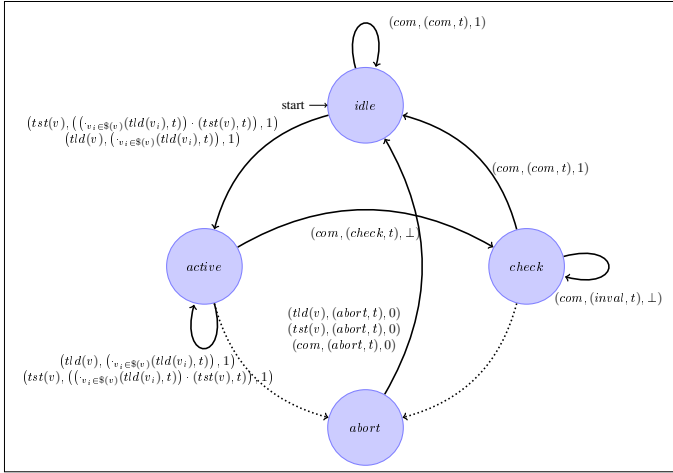 (com, (com, t), 1)
start
idle
(tst(v), ((·vᵢ∈$(v)(tld(vᵢ), t)) · (tst(v), t)), 1)
(tld(v), (·vᵢ∈$(v)(tld(vᵢ), t)), 1)
(com, (com, t), 1)
(com, (check, t), ⊥)
active
check
(com, (inval, t), ⊥)
(tld(v), (abort, t), 0)
(tst(v), (abort, t), 0)
(com, (abort, t), 0)
(tld(v), (·vᵢ∈$(v)(tld(vᵢ), t)), 1)
(tst(v), ((·vᵢ∈$(v)(tld(vᵢ), t)) · (tst(v), t)), 1)
abort